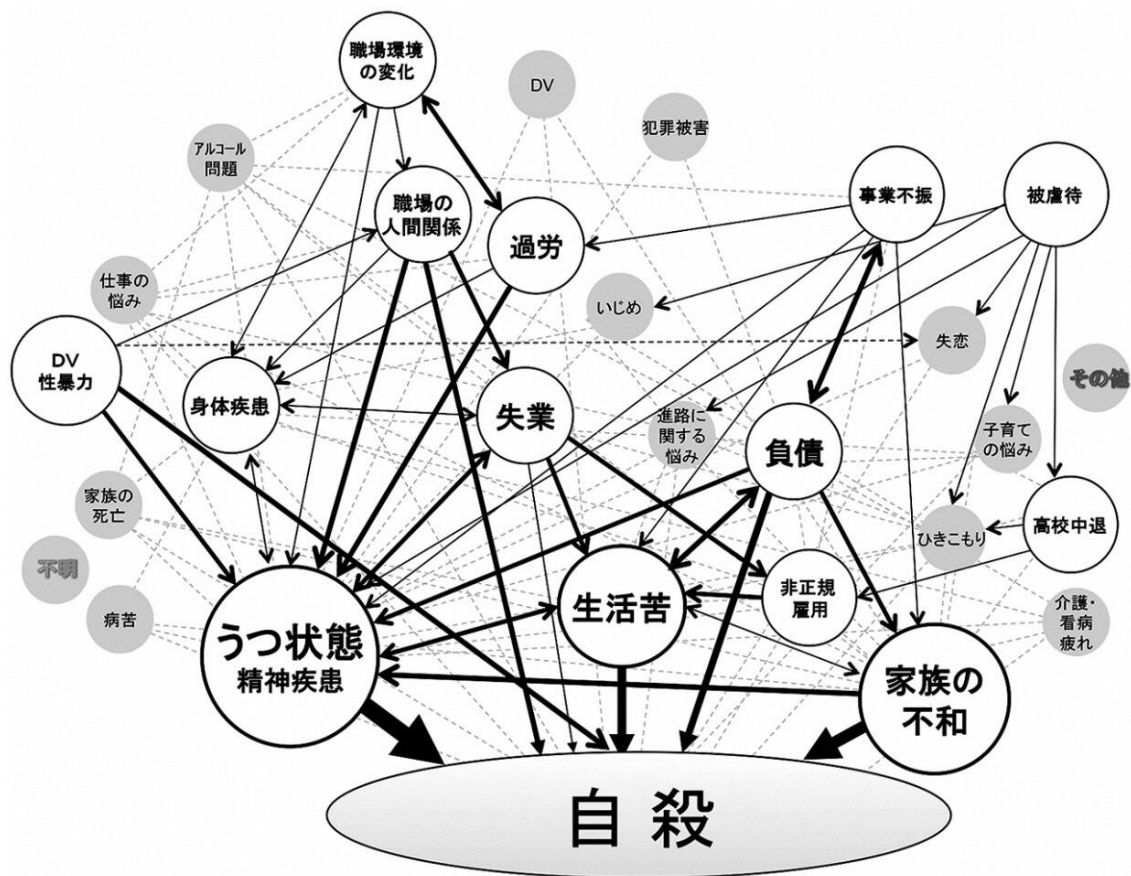 職場環境
の変化
DV
犯罪被害
アルコール
問題
職場の
人間関係
過労
事業不振
被虐待
仕事の
悩み
いじめ
失恋
DV
性暴力
その他
身体疾患
失業
進路に
関する
悩み
負債
子育て
の悩み
家族の
死亡
高校中退
ひきこもり
不明
病苦
うつ状態
精神疾患
生活苦
非正規
雇用
介護・
看病
疲れ
家族の
不和
自殺